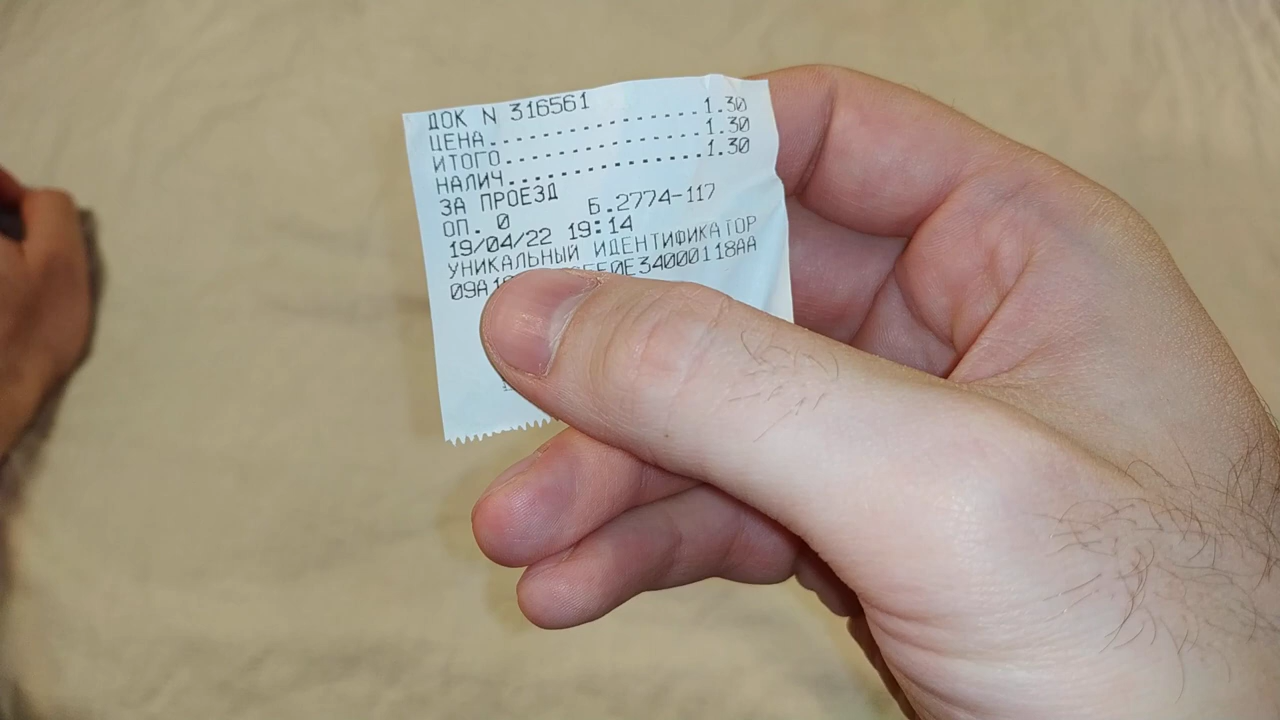 ДОК N 316561
ЦЕНА..................1.30
ИТОГО.................1.30
НАЛИЧ.................1.30
ЗА ПРОЕЗД
ОП. 0 Б.2774-117
19/04/22 19:14
УНИКАЛЬНЫЙ ИДЕНТИФИКАТОР